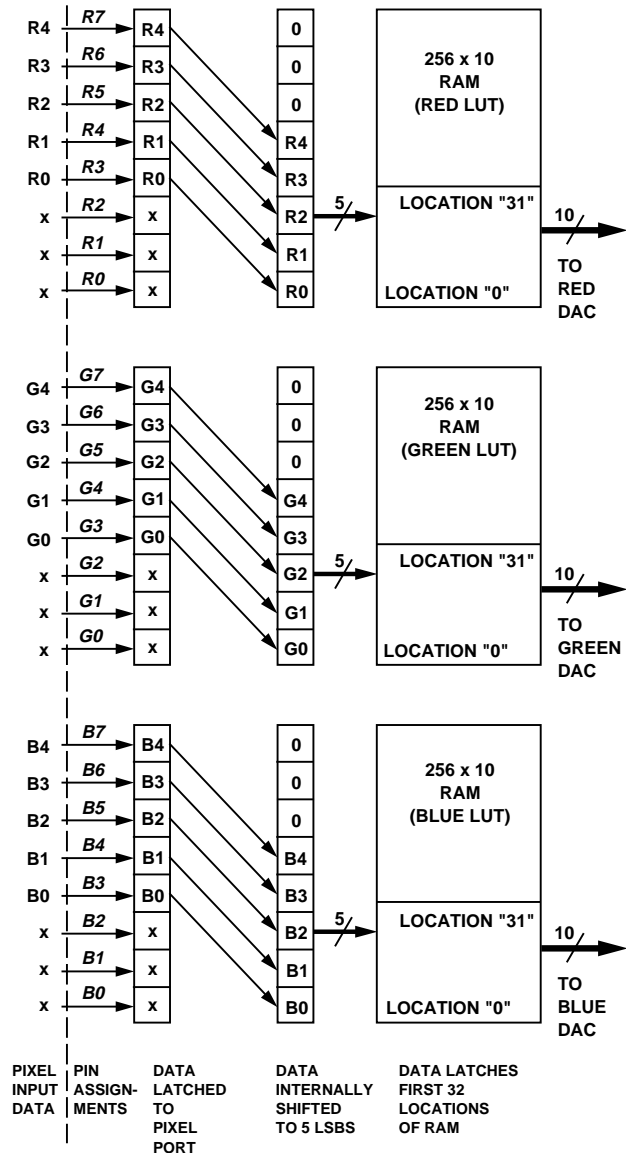 R4 R7 R4 0
R3 R6 R3 0 256 x 10
RAM
(RED LUT)
R2 R5 R2 0
R1 R4 R1 R4
R0 R3 R0 R3
x R2 x R2 5 LOCATION "31" 10
x R1 x R1
x R0 x R0 LOCATION "0"
TO
RED
DAC
G4 G7 G4 0
G3 G6 G3 0 256 x 10
RAM
(GREEN LUT)
G2 G5 G2 0
G1 G4 G1 G4
G0 G3 G0 G3
x G2 x G2 5 LOCATION "31" 10
x G1 x G1
x G0 x G0 LOCATION "0"
TO
GREEN
DAC
B4 B7 B4 0
B3 B6 B3 0 256 x 10
RAM
(BLUE LUT)
B2 B5 B2 0
B1 B4 B1 B4
B0 B3 B0 B3
x B2 x B2 5 LOCATION "31" 10
x B1 x B1
x B0 x B0 LOCATION "0"
TO
BLUE
DAC
PIXEL
INPUT
DATA
PIN
ASSIGN-
MENTS
DATA
LATCHED
TO
PIXEL
PORT
DATA
INTERNALLY
SHIFTED
TO 5 LSBS
DATA LATCHES
FIRST 32
LOCATIONS
OF RAM